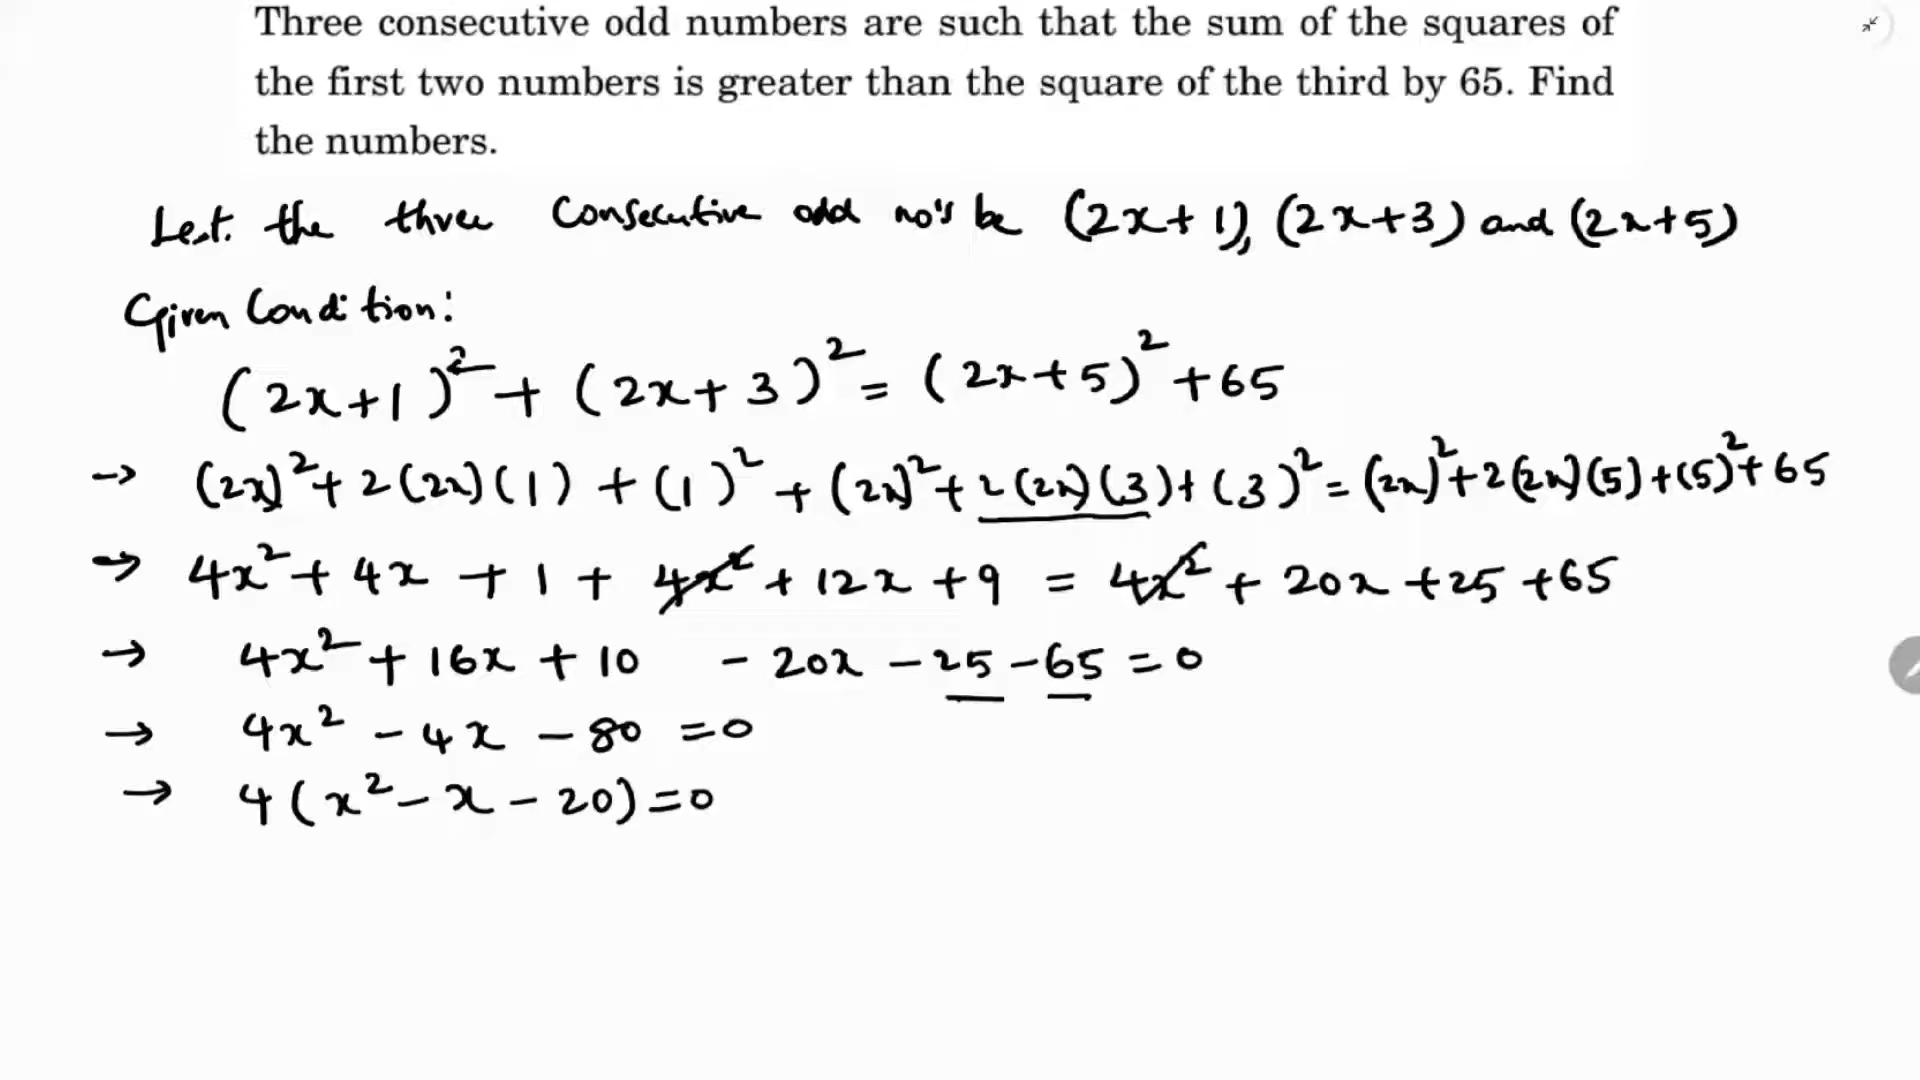 Three consecutive odd numbers are such that the sum of the squares of
the first two numbers is greater than the square of the third by 65. Find
the numbers.
Let. the three consecutive odd no's be (2x+1), (2x+3) and (2x+5)
Given Condition:
(2x+1)² + (2x+3)² = (2x+5)² + 65
→ (2x)² + 2(2x)(1) + (1)² + (2x)² + 2(2x)(3) + (3)² = (2x)² + 2(2x)(5) + (5)² + 65
→ 4x² + 4x + 1 + 4x² + 12x + 9 = 4x² + 20x + 25 + 65
→ 4x² + 16x + 10 - 20x - 25 - 65 = 0
→ 4x² - 4x - 80 = 0
→ 4(x² - x - 20) = 0